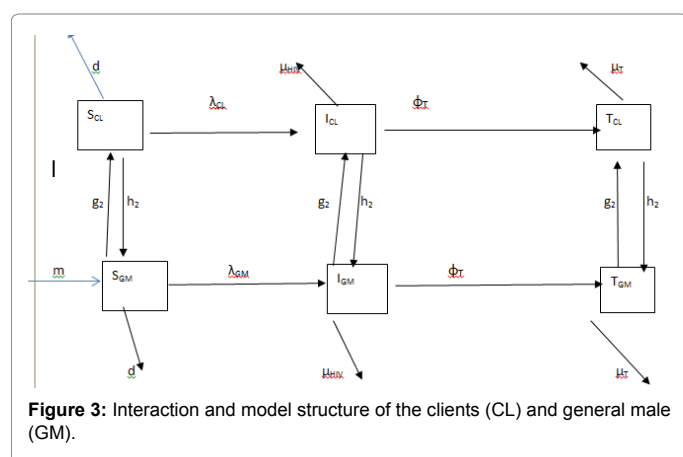 d
μHIV
μT
SCL
λCL
ICL
ΦT
TCL
g2
h2
g2
h2
g2
h2
m
SGM
λGM
IGM
ΦT
TGM
d
μHIV
μT
Figure 3: Interaction and model structure of the clients (CL) and general male
(GM).